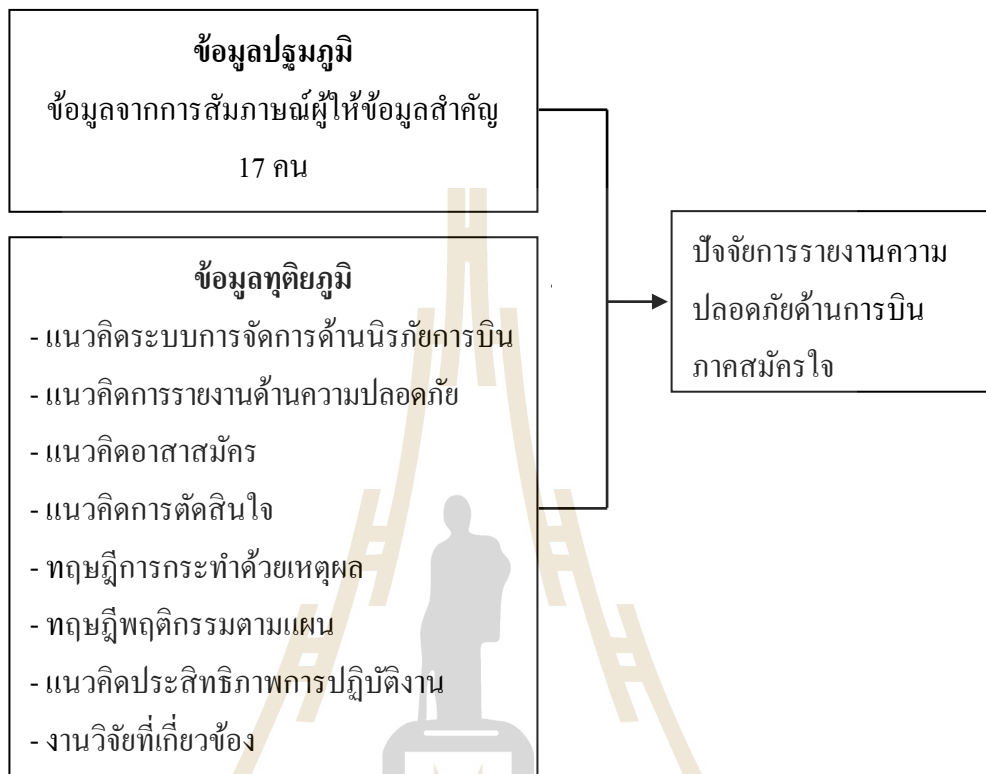 ข้อมูลปฐมภูมิ
ข้อมูลจากการสัมภาษณ์ผู้ให้ข้อมูลสำคัญ
17 คน
ข้อมูลทุติยภูมิ
- แนวคิดระบบการจัดการด้านนิรภัยการบิน
- แนวคิดการรายงานด้านความปลอดภัย
- แนวคิดอาสาสมัคร
- แนวคิดการตัดสินใจ
- ทฤษฎีการกระทำด้วยเหตุผล
- ทฤษฎีพฤติกรรมตามแผน
- แนวคิดประสิทธิภาพการปฏิบัติงาน
- งานวิจัยที่เกี่ยวข้อง
ปัจจัยการรายงานความ
ปลอดภัยด้านการบิน
ภาคสมัครใจ